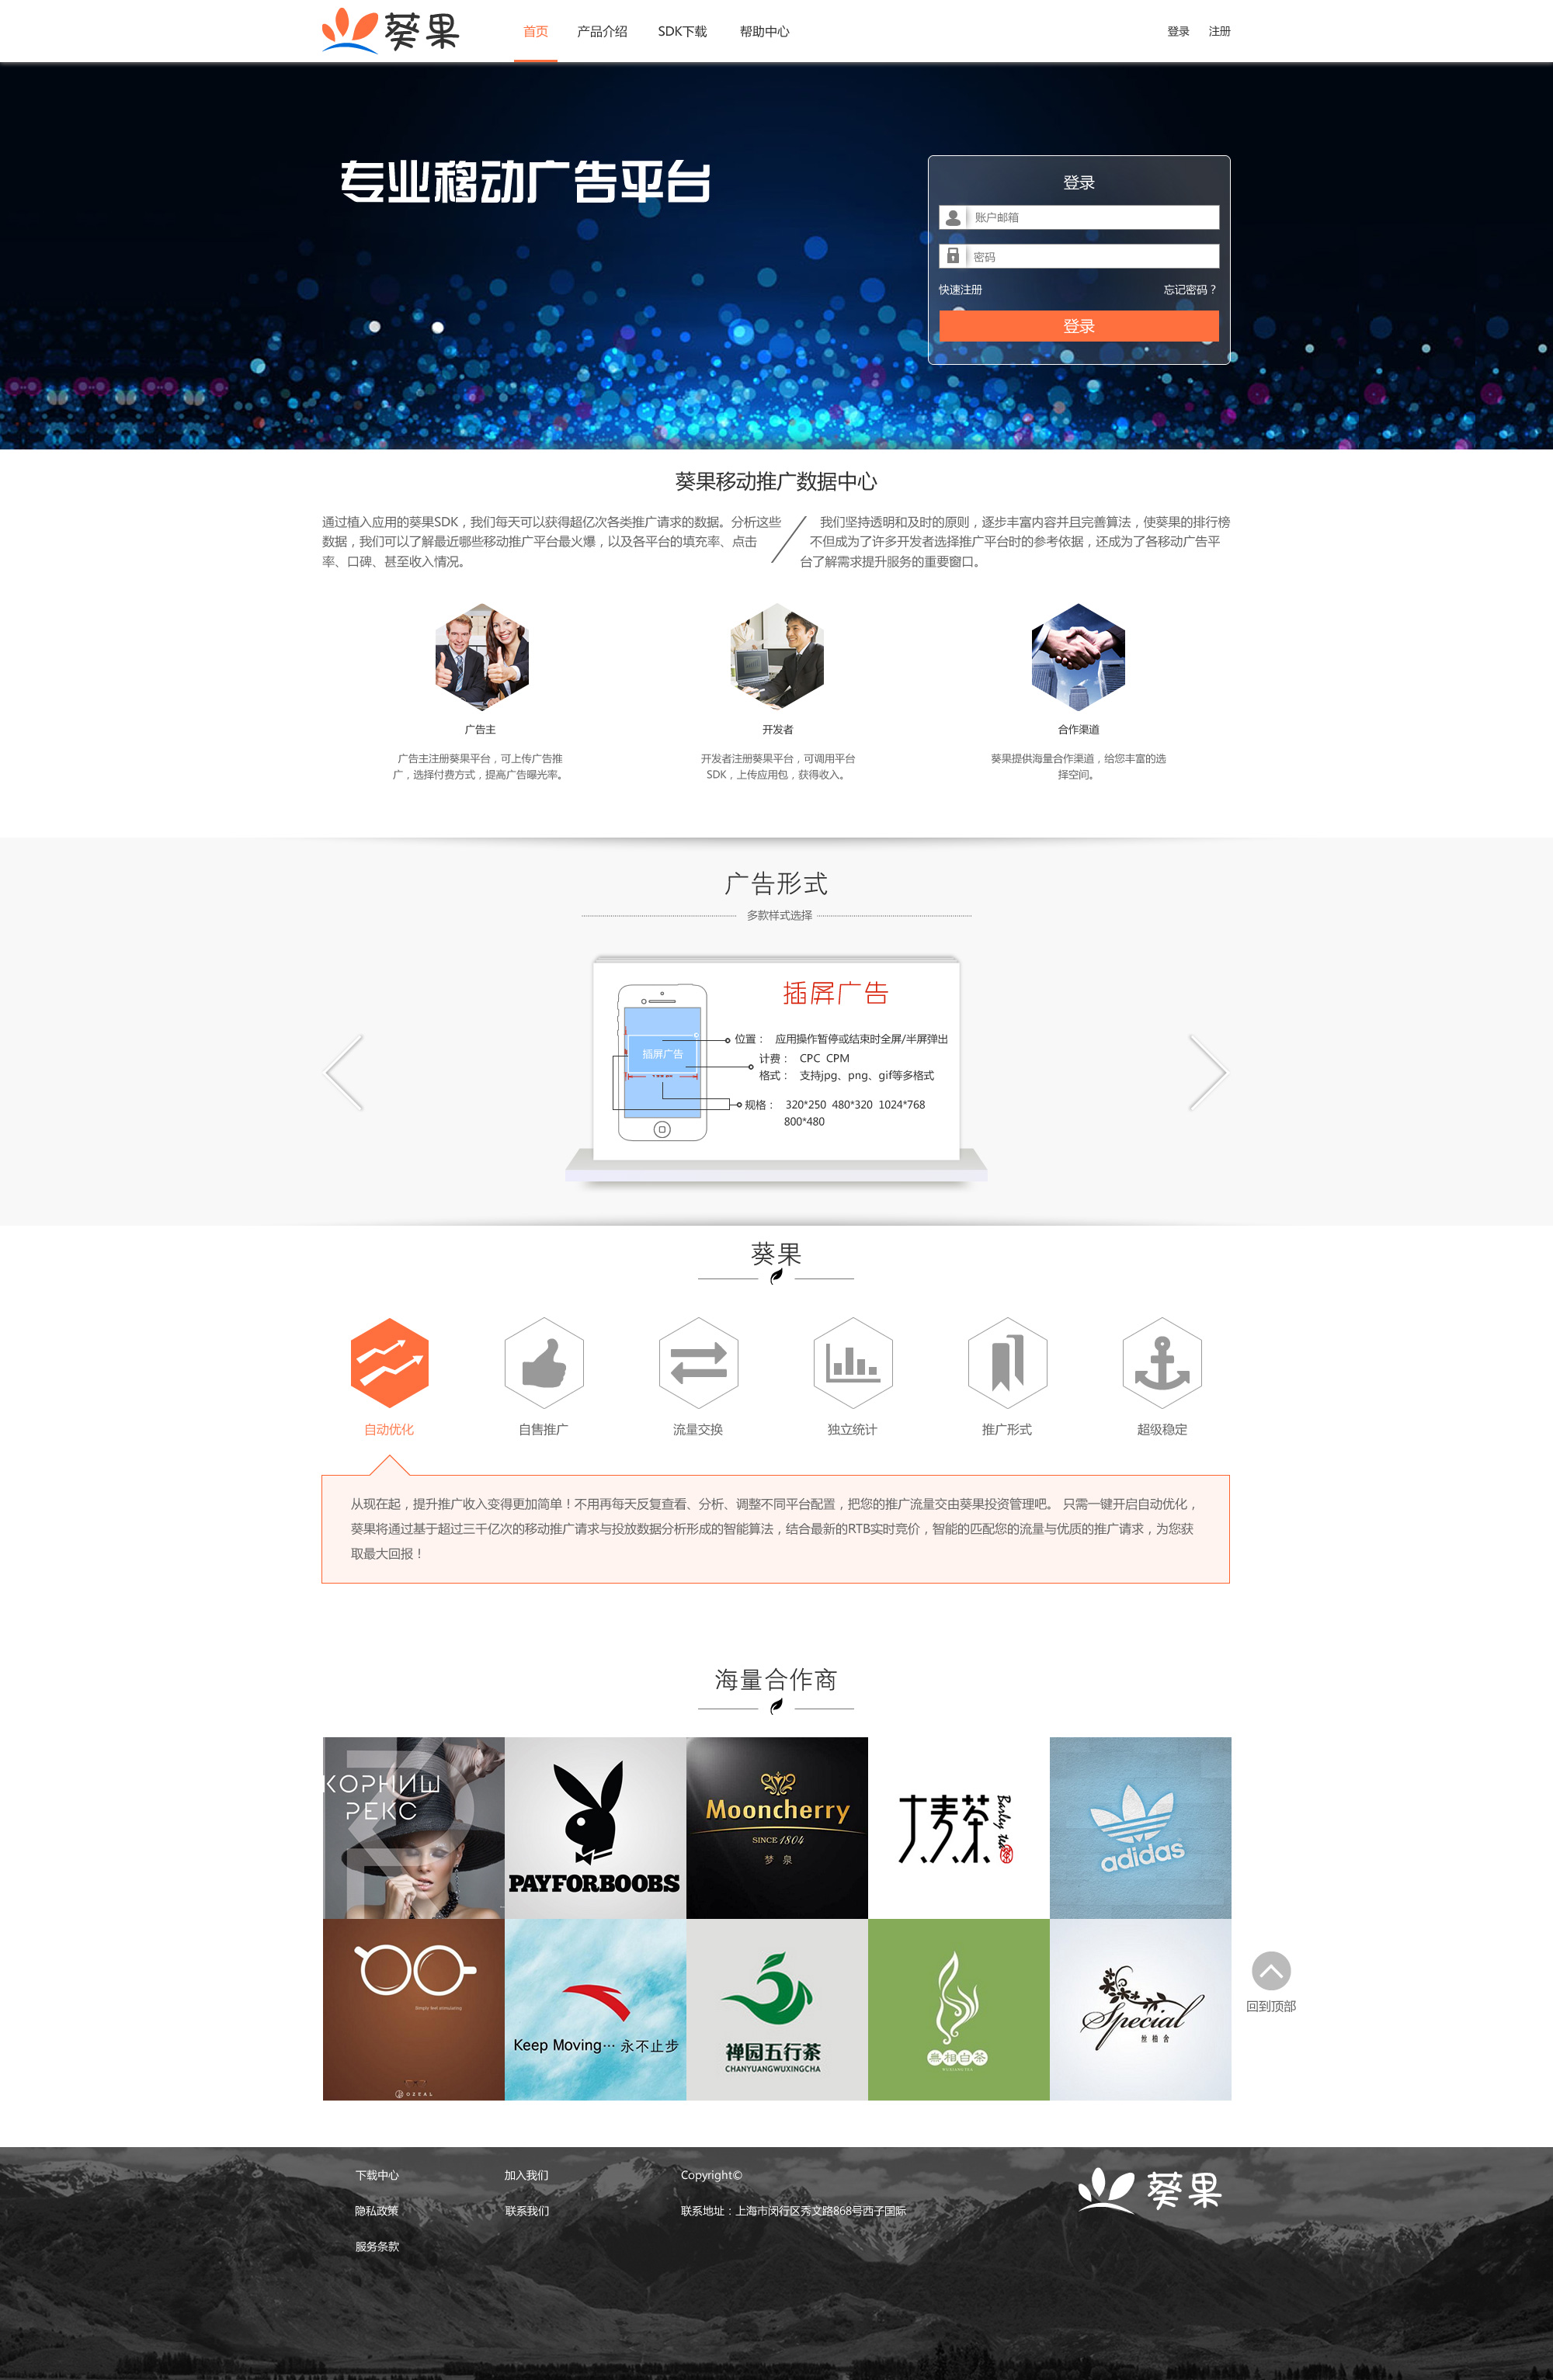 葵果
首页
产品介绍
SDK下载
帮助中心
登录
注册
专业移动广告平台
登录
账户邮箱
密码
快速注册
忘记密码？
登录
葵果移动推广数据中心
通过植入应用的葵果SDK，我们每天可以获得超亿次各类推广请求的数据。分析这些
数据，我们可以了解最近哪些移动推广平台最火爆，以及各平台的填充率、点击
率、口碑、甚至收入情况。
我们坚持透明和及时的原则，逐步丰富内容并且完善算法，使葵果的排行榜
不但成为了许多开发者选择推广平台时的参考依据，还成为了各移动广告平
台了解需求提升服务的重要窗口。
广告主
广告主注册葵果平台，可上传广告推
广，选择付费方式，提高广告曝光率。
开发者
开发者注册葵果平台，可调用平台
SDK，上传应用包，获得收入。
合作渠道
葵果提供海量合作渠道，给您丰富的选
择空间。
广告形式
多款样式选择
插屏广告
插屏广告
位置： 应用操作暂停或结束时全屏/半屏弹出
计费： CPC CPM
格式： 支持jpg、png、gif等多格式
规格： 320*250 480*320 1024*768
800*480
葵果
自动优化
自售推广
流量交换
独立统计
推广形式
超级稳定
从现在起，提升推广收入变得更加简单！不用再每天反复查看、分析、调整不同平台配置，把您的推广流量交由葵果投资管理吧。 只需一键开启自动优化，
葵果将通过基于超过三千亿次的移动推广请求与投放数据分析形成的智能算法，结合最新的RTB实时竞价，智能的匹配您的流量与优质的推广请求，为您获
取最大回报！
海量合作商
КОРНИШ
РЕКС
PAYFORBOOBS
Mooncherry
SINCE 1804
梦 泉
大麦茶
Barley tea
adidas
Simply feel stimulating
OZEAL
Keep Moving… 永不止步
禅园五行茶
CHANYUANGWUXINGCHA
無相白茶
Special
回到顶部
下载中心
加入我们
Copyright©
隐私政策
联系我们
联系地址：上海市闵行区秀文路868号西子国际
服务条款
葵果